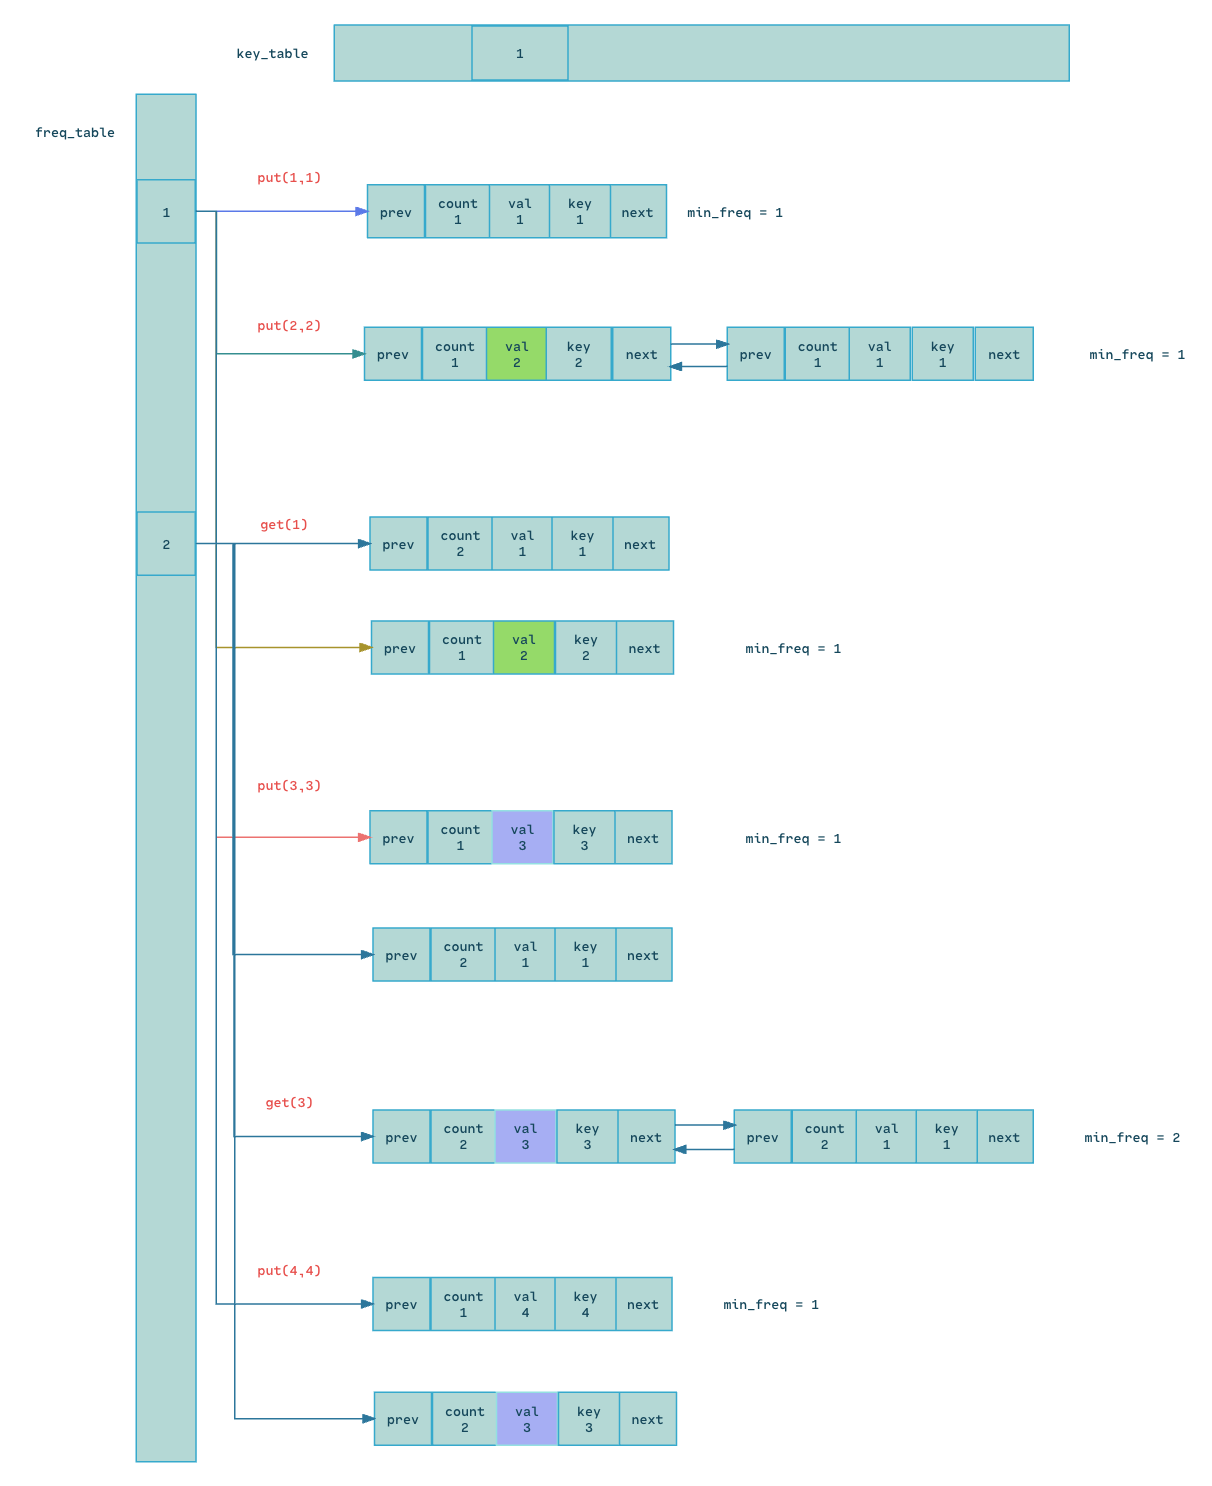 key_table
1
freq_table
put(1,1)
1
prev
count
1
val
1
key
1
next
min_freq = 1
put(2,2)
prev
count
1
val
2
key
2
next
prev
count
1
val
1
key
1
next
min_freq = 1
2
get(1)
prev
count
2
val
1
key
1
next
prev
count
1
val
2
key
2
next
min_freq = 1
put(3,3)
prev
count
1
val
3
key
3
next
min_freq = 1
prev
count
2
val
1
key
1
next
get(3)
prev
count
2
val
3
key
3
next
prev
count
2
val
1
key
1
next
min_freq = 2
put(4,4)
prev
count
1
val
4
key
4
next
min_freq = 1
prev
count
2
val
3
key
3
next